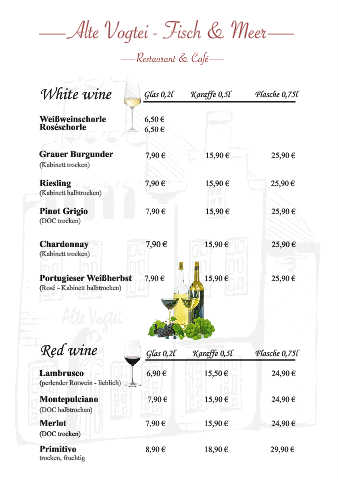 Alte Vogtei - Fisch & Meer
Restaurant & Café
White wine Glas 0,2l Karaffe 0,5l Flasche 0,75l
Weißweinschorle 6,50 €
Roséschorle 6,50 €
Grauer Burgunder 7,90 € 15,90 € 25,90 €
(Kabinett trocken)
Riesling 7,90 € 15,90 € 25,90 €
(Kabinett halbtrocken)
Pinot Grigio 7,90 € 15,90 € 25,90 €
(DOC trocken)
Chardonnay 7,90 € 15,90 € 25,90 €
(Kabinett trocken)
Portugieser Weißherbst 7,90 € 15,90 € 25,90 €
(Rosé - Kabinett halbtrocken)
Alte Vogtei
Red wine Glas 0,2l Karaffe 0,5l Flasche 0,75l
Lambrusco 6,90 € 15,50 € 24,90 €
(perlender Rotwein - lieblich)
Montepulciano 7,90 € 15,90 € 24,90 €
(DOC halbtrocken)
Merlot 7,90 € 15,90 € 24,90 €
(DOC trocken)
Primitivo 8,90 € 18,90 € 29,90 €
trocken, fruchtig